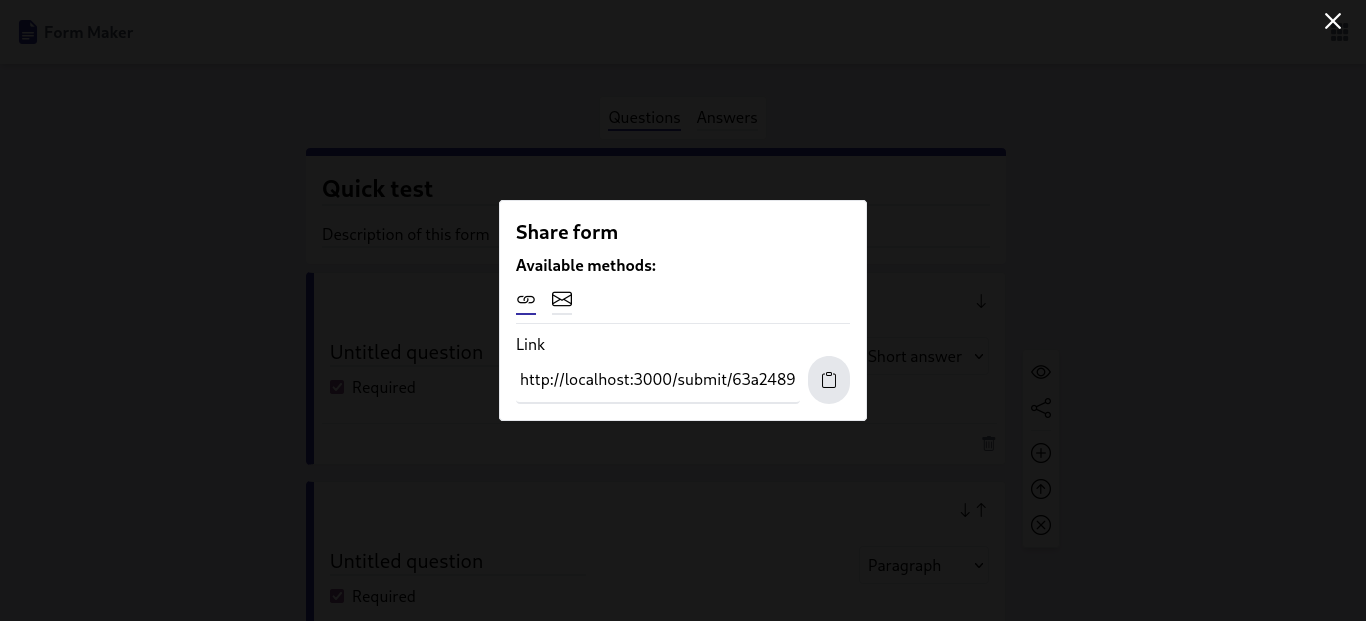 Form Maker
Questions Answers
Quick test
Description of this form
Share form
Available methods:
Link
http://localhost:3000/submit/63a2489
Untitled question
Short answer
Required
Untitled question
Paragraph
Required